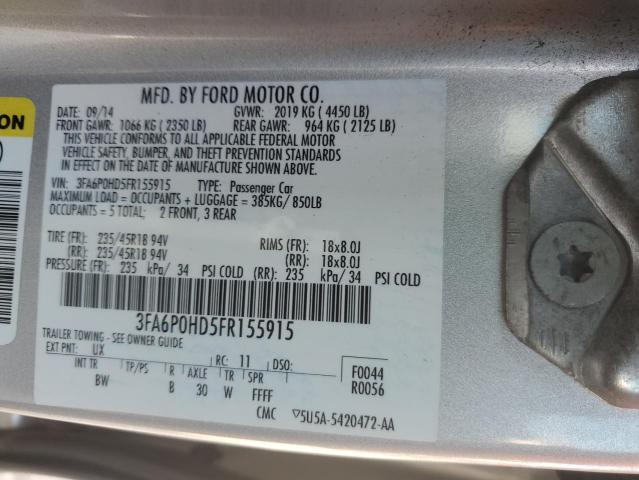 MFD. BY FORD MOTOR CO.
DATE: 09/14 GVWR: 2019 KG ( 4450 LB)
FRONT GAWR: 1066 KG ( 2350 LB) REAR GAWR: 964 KG ( 2125 LB)
THIS VEHICLE CONFORMS TO ALL APPLICABLE FEDERAL MOTOR
VEHICLE SAFETY, BUMPER, AND THEFT PREVENTION STANDARDS
IN EFFECT ON THE DATE OF MANUFACTURE SHOWN ABOVE.
VIN: 3FA6P0HD5FR155915 TYPE: Passenger Car
MAXIMUM LOAD = OCCUPANTS + LUGGAGE = 385KG/ 850LB
OCCUPANTS = 5 TOTAL; 2 FRONT, 3 REAR
TIRE (FR): 235/45R18 94V RIMS (FR): 18x8.0J
(RR): 235/45R18 94V (RR): 18x8.0J
PRESSURE (FR): 235 kPa/ 34 PSI COLD (RR): 235 kPa/ 34 PSI COLD
3FA6P0HD5FR155915
TRAILER TOWING - SEE OWNER GUIDE
EXT PNT: UX RC: 11 DSO: F0044
INT TR TP/PS R AXLE TR SPR R0056
BW B 30 W FFFF
CMC 5U5A-5420472-AA